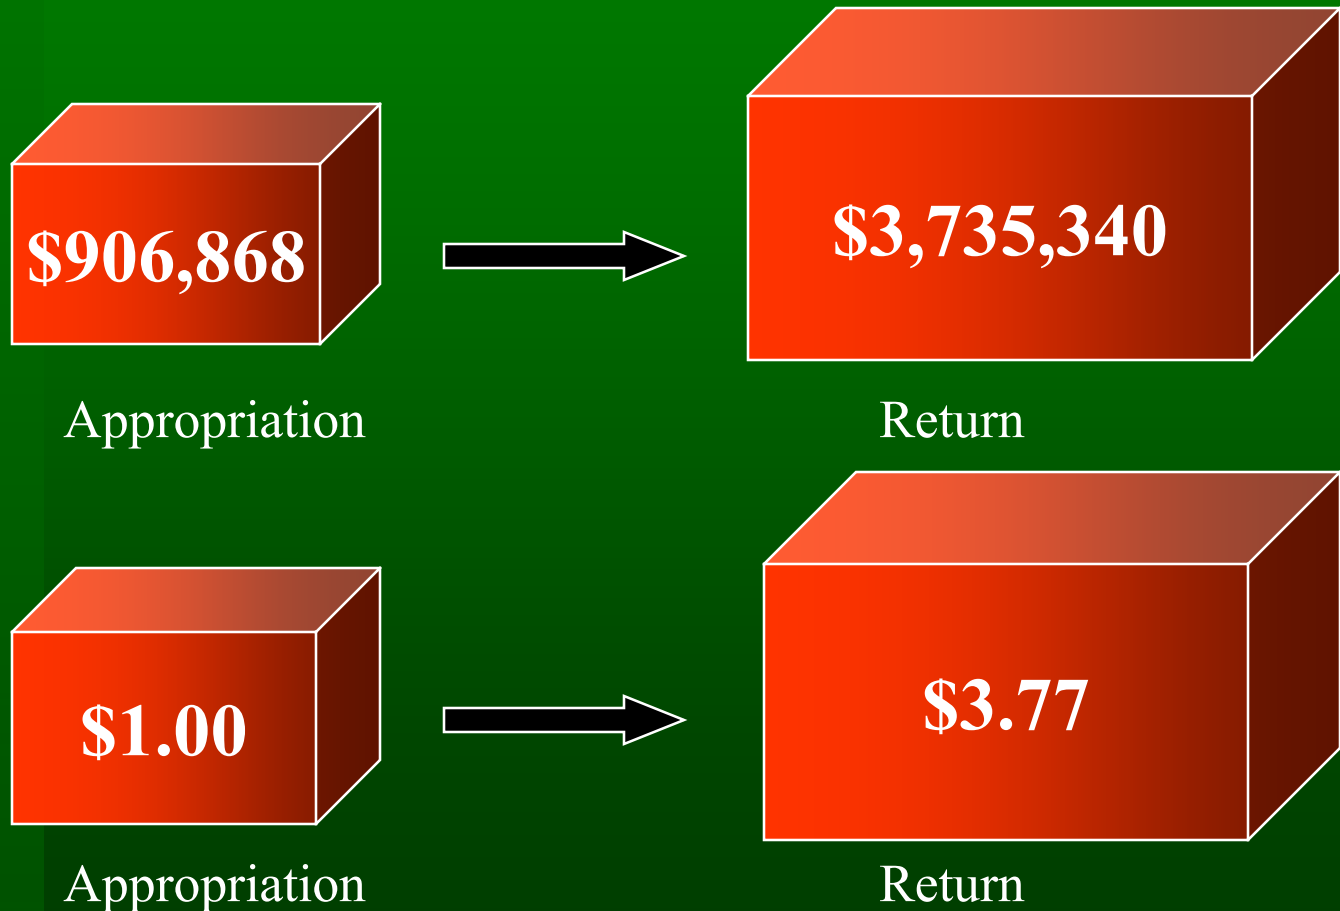 $906,868
$3,735,340
Appropriation
Return
$1.00
$3.77
Appropriation
Return